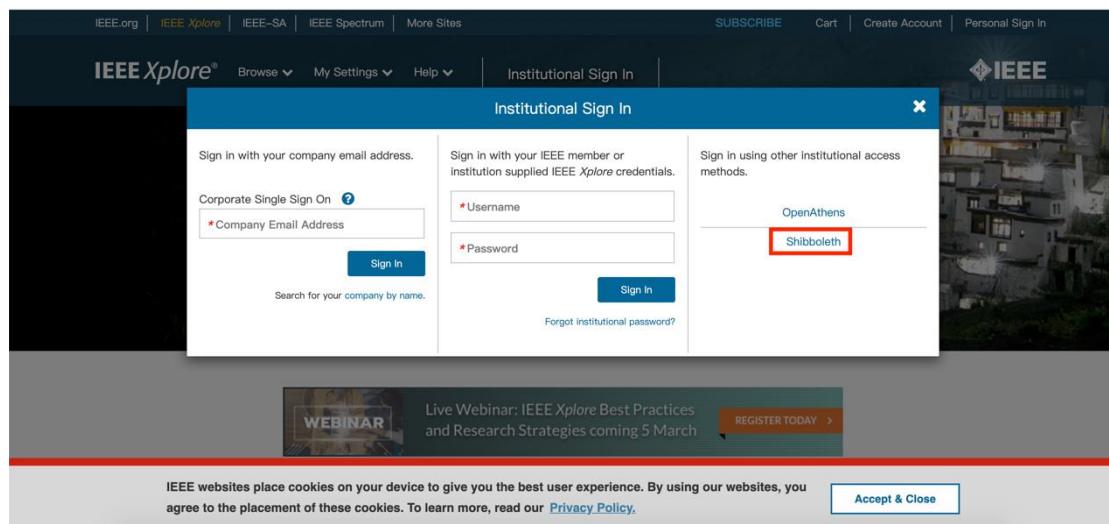 IEEE.org | IEEE Xplore | IEEE-SA | IEEE Spectrum | More Sites
SUBSCRIBE Cart | Create Account | Personal Sign In
IEEE Xplore®
Browse My Settings Help Institutional Sign In
IEEE
Institutional Sign In
Sign in with your company email address.
Corporate Single Sign On ?
*Company Email Address
Sign In
Search for your company by name.
Sign in with your IEEE member or
institution supplied IEEE Xplore credentials.
*Username
*Password
Sign In
Forgot institutional password?
Sign in using other institutional access
methods.
OpenAthens
Shibboleth
WEBINAR
Live Webinar: IEEE Xplore Best Practices
and Research Strategies coming 5 March
REGISTER TODAY >
IEEE websites place cookies on your device to give you the best user experience. By using our websites, you
agree to the placement of these cookies. To learn more, read our Privacy Policy.
Accept & Close